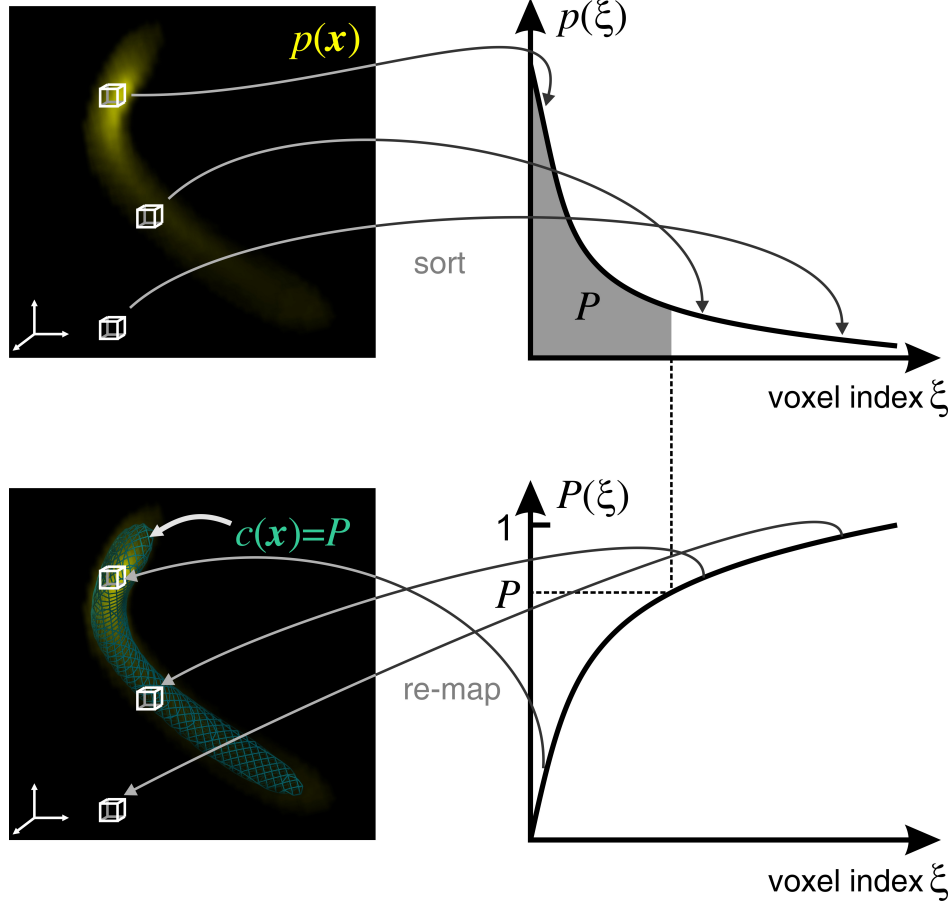 p(x)
p(ξ)
sort
P
voxel index ξ
c(x)=P
P(ξ)
1
P
re-map
voxel index ξ